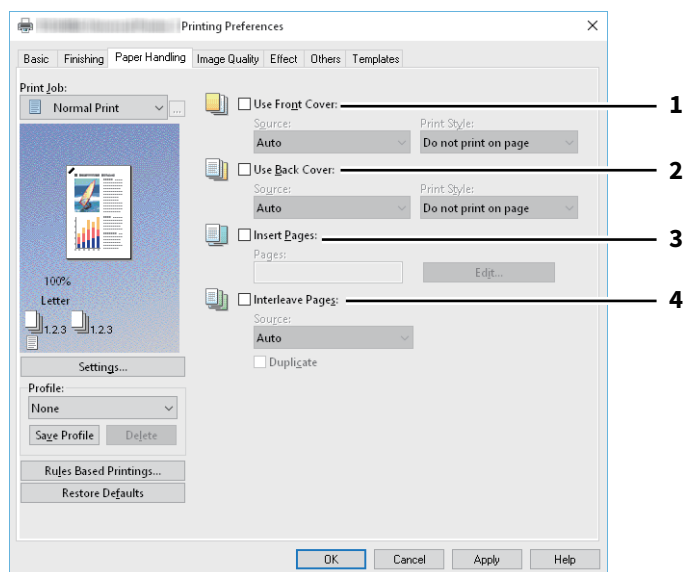 Printing Preferences
Basic Finishing Paper Handling Image Quality Effect Others Templates
Print Job:
Normal Print
...
100%
Letter
1.2.3 1.2.3
Settings...
Profile:
None
Save Profile Delete
Rules Based Printings...
Restore Defaults
Use Front Cover: 1
Source: Print Style:
Auto Do not print on page
Use Back Cover: 2
Source: Print Style:
Auto Do not print on page
Insert Pages: 3
Pages:
Edit...
Interleave Pages: 4
Source:
Auto
Duplicate
OK Cancel Apply Help